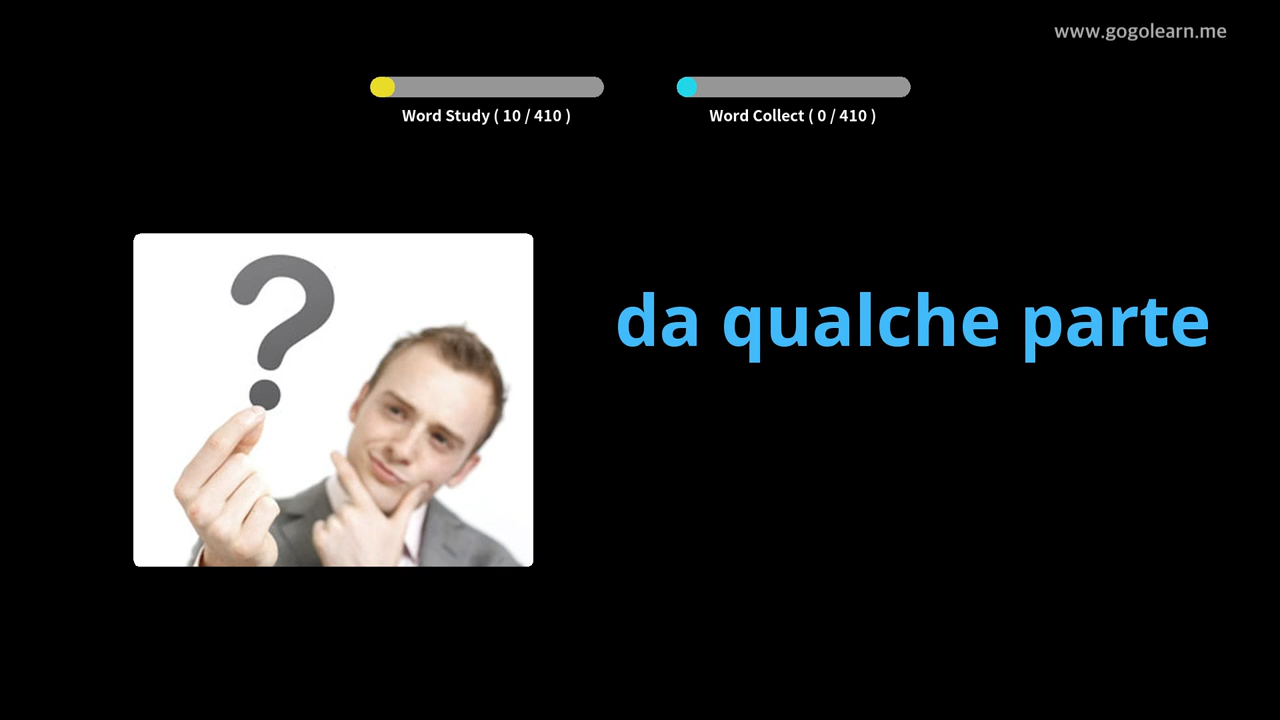 www.gogolearn.me
Word Study ( 10 / 410 )
Word Collect ( 0 / 410 )
?
da qualche parte